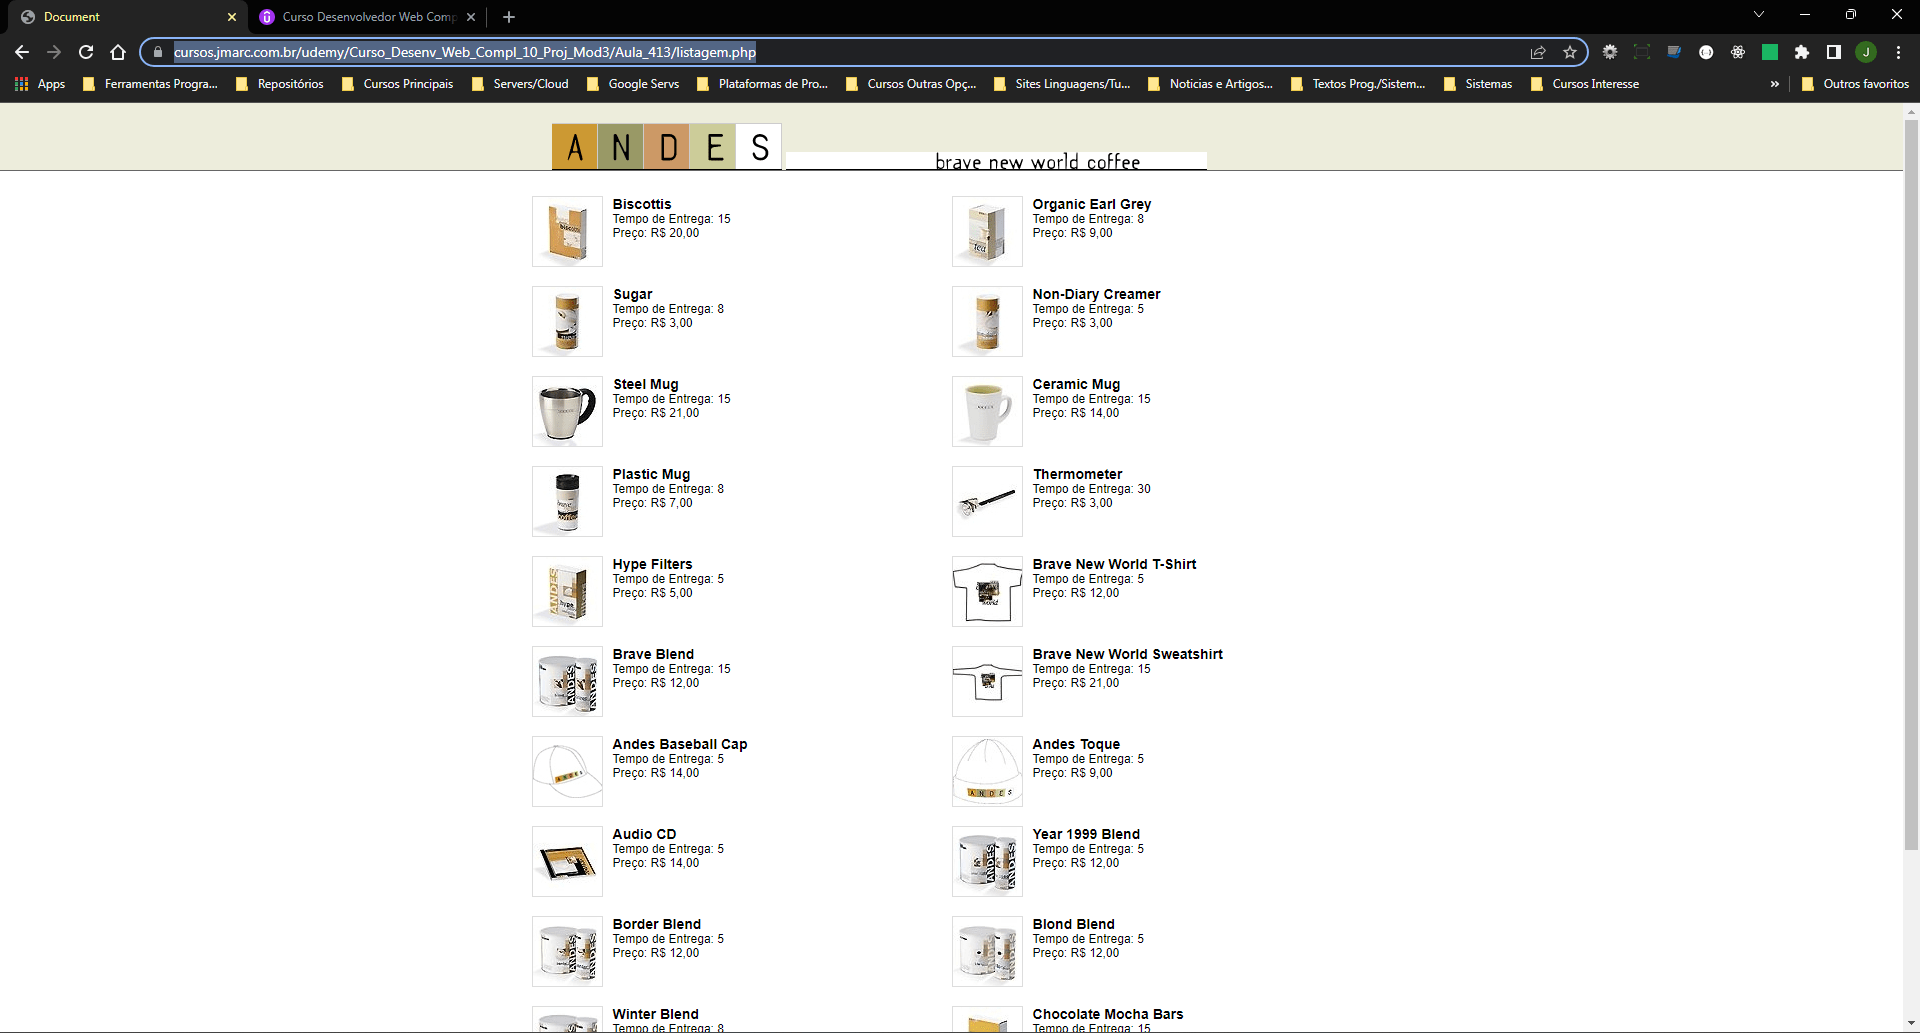 Document
Curso Desenvolvedor Web Comp
cursos.jmarc.com.br/udemy/Curso_Desenv_Web_Compl_10_Proj_Mod3/Aula_413/listagem.php
J
Apps
Ferramentas Progra...
Repositórios
Cursos Principais
Servers/Cloud
Google Servs
Plataformas de Pro...
Cursos Outras Opç...
Sites Linguagens/Tu...
Noticias e Artigos...
Textos Prog./Sistem...
Sistemas
Cursos Interesse
»
Outros favoritos
ANDES
brave new world coffee
Biscottis
Tempo de Entrega: 15
Preço: R$ 20,00
Organic Earl Grey
Tempo de Entrega: 8
Preço: R$ 9,00
Sugar
Tempo de Entrega: 8
Preço: R$ 3,00
Non-Diary Creamer
Tempo de Entrega: 5
Preço: R$ 3,00
Steel Mug
Tempo de Entrega: 15
Preço: R$ 21,00
Ceramic Mug
Tempo de Entrega: 15
Preço: R$ 14,00
Plastic Mug
Tempo de Entrega: 8
Preço: R$ 7,00
Thermometer
Tempo de Entrega: 30
Preço: R$ 3,00
Hype Filters
Tempo de Entrega: 5
Preço: R$ 5,00
Brave New World T-Shirt
Tempo de Entrega: 5
Preço: R$ 12,00
Brave Blend
Tempo de Entrega: 15
Preço: R$ 12,00
Brave New World Sweatshirt
Tempo de Entrega: 15
Preço: R$ 21,00
Andes Baseball Cap
Tempo de Entrega: 5
Preço: R$ 14,00
Andes Toque
Tempo de Entrega: 5
Preço: R$ 9,00
Audio CD
Tempo de Entrega: 5
Preço: R$ 14,00
Year 1999 Blend
Tempo de Entrega: 5
Preço: R$ 12,00
Border Blend
Tempo de Entrega: 5
Preço: R$ 12,00
Blond Blend
Tempo de Entrega: 5
Preço: R$ 12,00
Winter Blend
Tempo de Entrega: 8
Chocolate Mocha Bars
Tempo de Entrega: 15